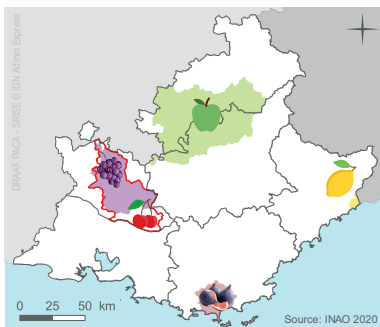 DRAAF PACA - SRISE © IGN Admin Express
0 25 50 km
Source: INAO 2020